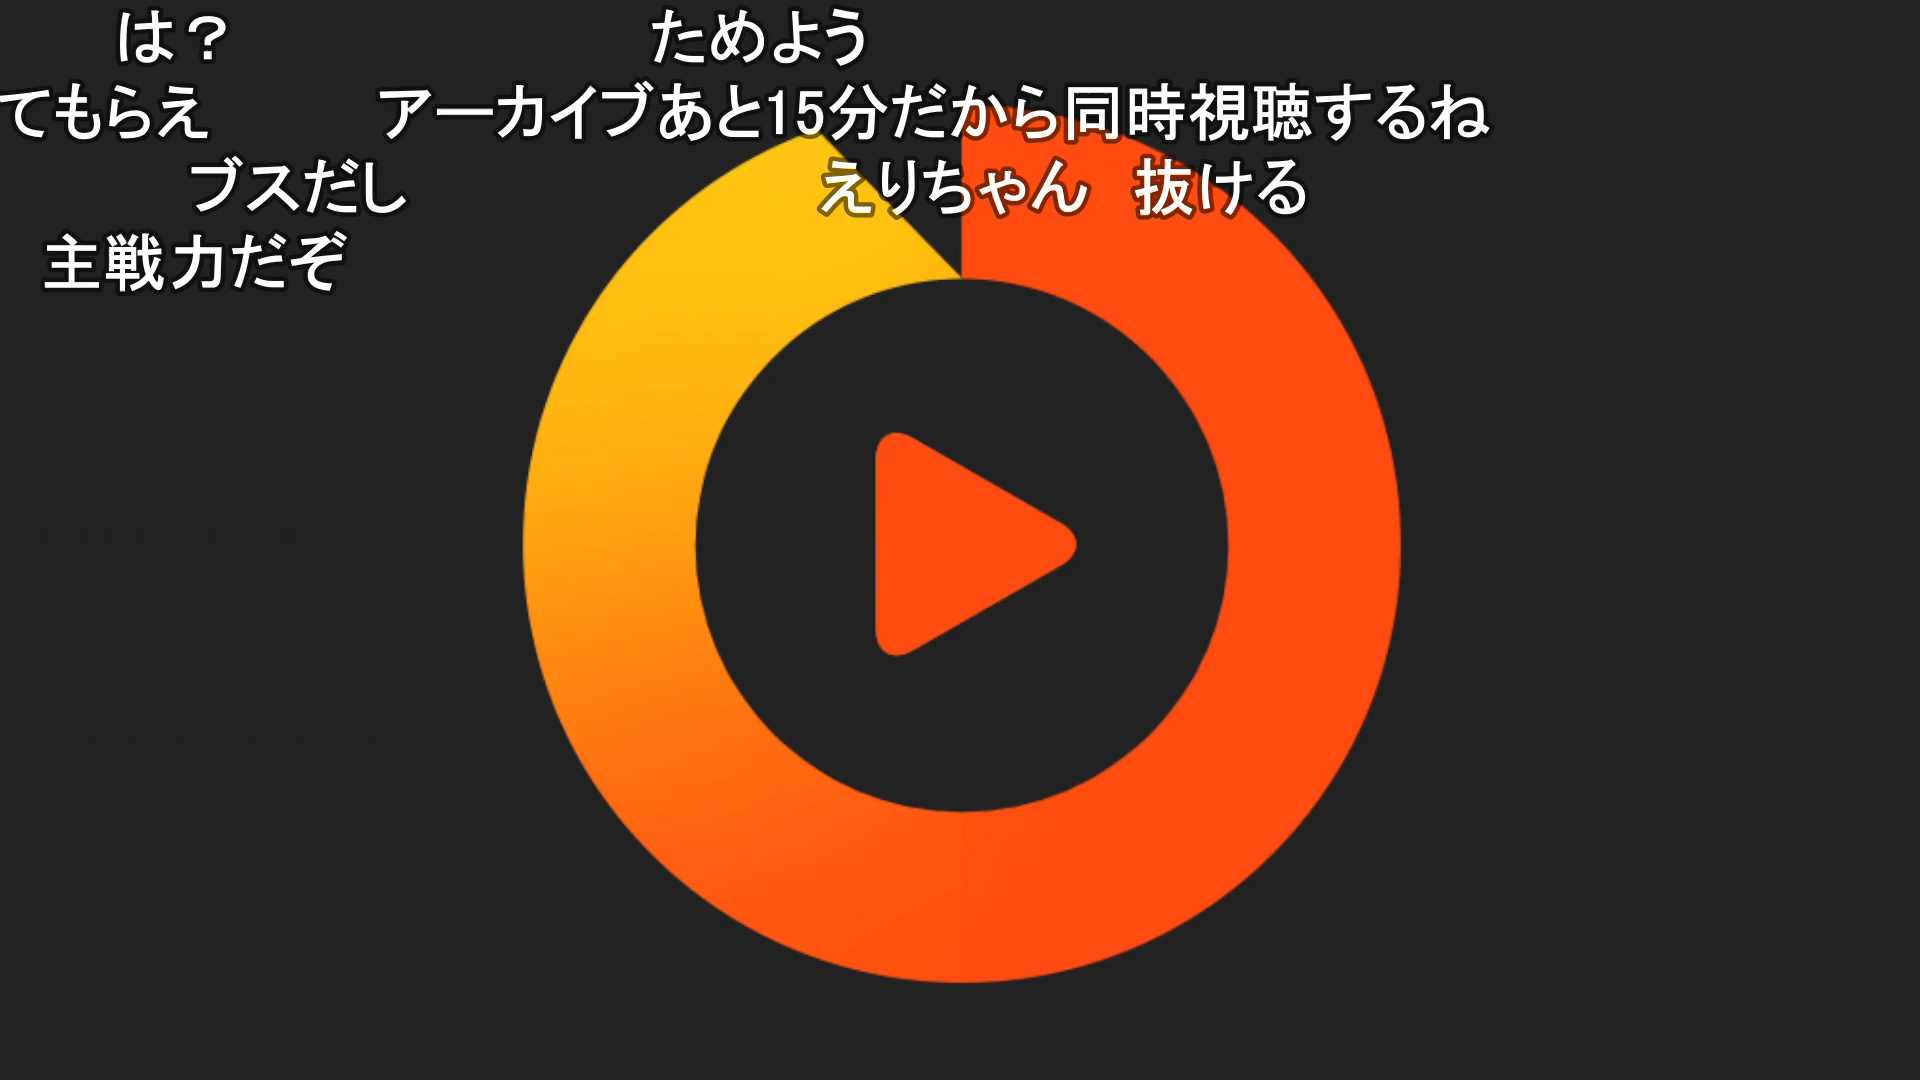 は？ ためよう
てもらえ アーカイブあと15分だから同時視聴するね
ブスだし えりちゃん 抜ける
主戦力だぞ